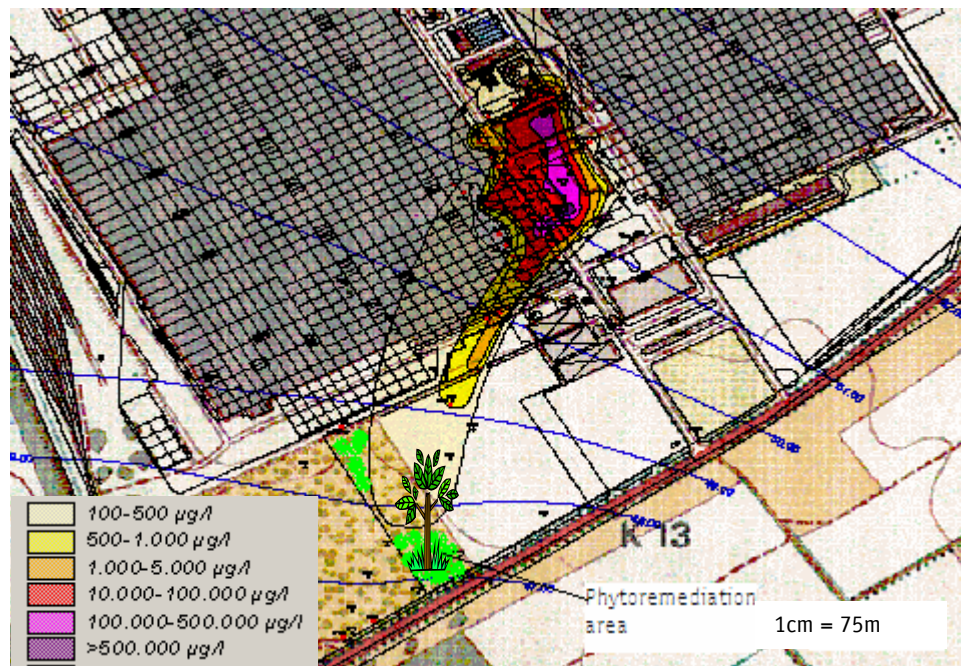 K 13
100-500 µg/l
500-1.000 µg/l
1.000-5.000 µg/l
10.000-100.000 µg/l
100.000-500.000 µg/l
>500.000 µg/l
Phytoremediation
area
1cm = 75m